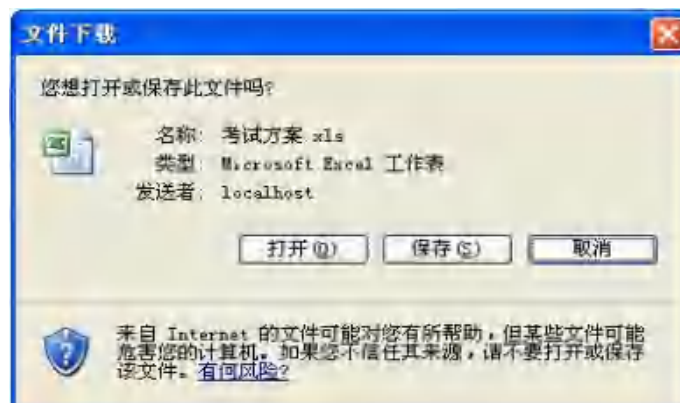 文件下载
您想打开或保存此文件吗?
名称: 考试方案 xls
类型: Microsoft Excel 工作表
发送者: localhost
打开(O) 保存(S) 取消
来自 Internet 的文件可能对您有所帮助,但某些文件可能
危害您的计算机。如果您不信任其来源,请不要打开或保存
该文件。有何风险?